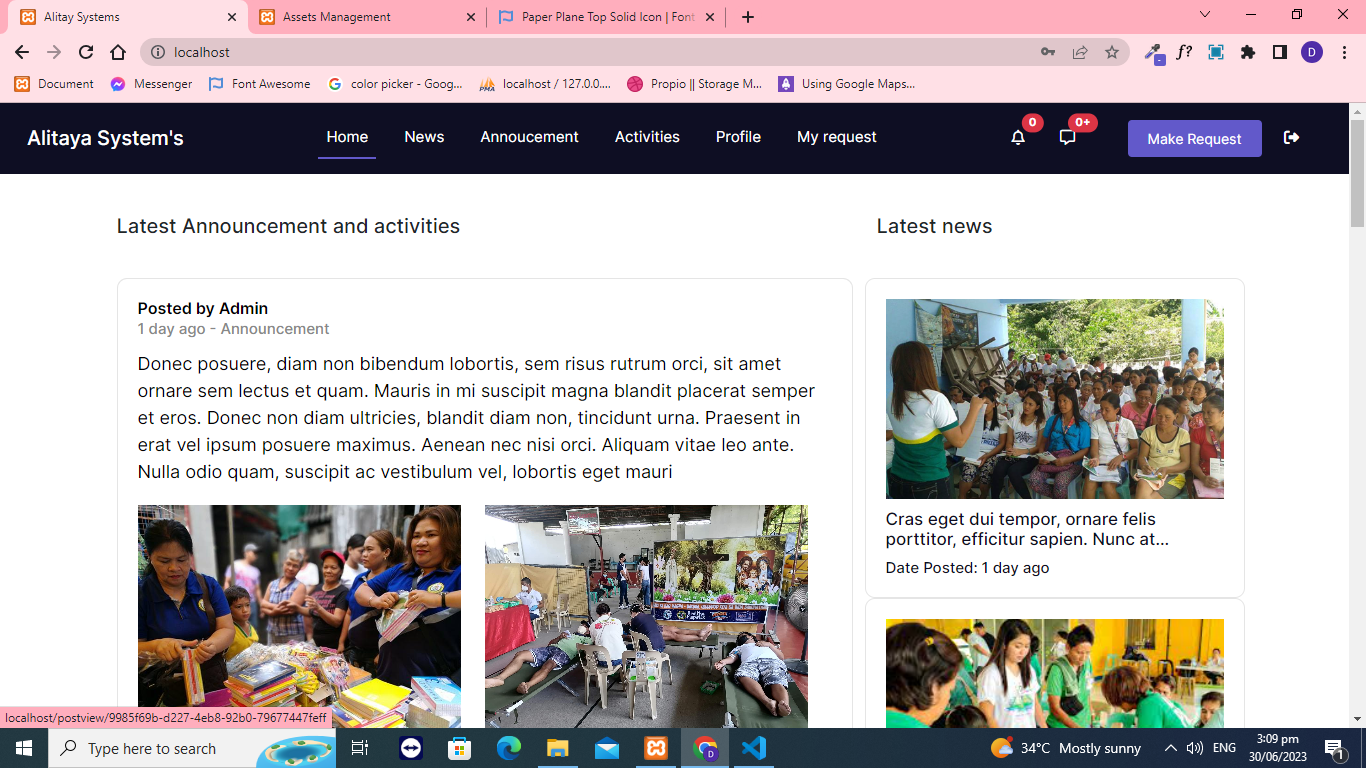 Alitay Systems
Assets Management
Paper Plane Top Solid Icon | Font
localhost
f?
D
Document
Messenger
Font Awesome
color picker - Goog...
localhost / 127.0.0....
Propio || Storage M...
Using Google Maps...
Alitaya System's
Home
News
Annoucement
Activities
Profile
My request
0
0+
Make Request
Latest Announcement and activities
Latest news
Posted by Admin
1 day ago - Announcement
Donec posuere, diam non bibendum lobortis, sem risus rutrum orci, sit amet
ornare sem lectus et quam. Mauris in mi suscipit magna blandit placerat semper
et eros. Donec non diam ultricies, blandit diam non, tincidunt urna. Praesent in
erat vel ipsum posuere maximus. Aenean nec nisi orci. Aliquam vitae leo ante.
Nulla odio quam, suscipit ac vestibulum vel, lobortis eget mauri
Cras eget dui tempor, ornare felis
porttitor, efficitur sapien. Nunc at...
Date Posted: 1 day ago
localhost/postview/9985f69b-d227-4eb8-92b0-79677447feff
Type here to search
34°C Mostly sunny
ENG
3:09 pm
30/06/2023
1